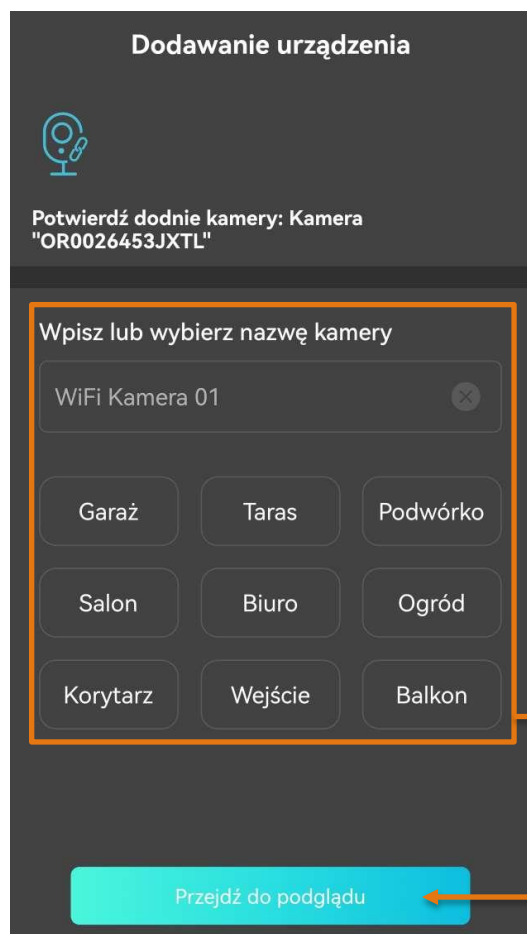 Dodawanie urządzenia
Potwierdź dodnie kamery: Kamera
"OR0026453JXTL"
Wpisz lub wybierz nazwę kamery
WiFi Kamera 01
Garaż Taras Podwórko
Salon Biuro Ogród
Korytarz Wejście Balkon
Przejdź do podglądu